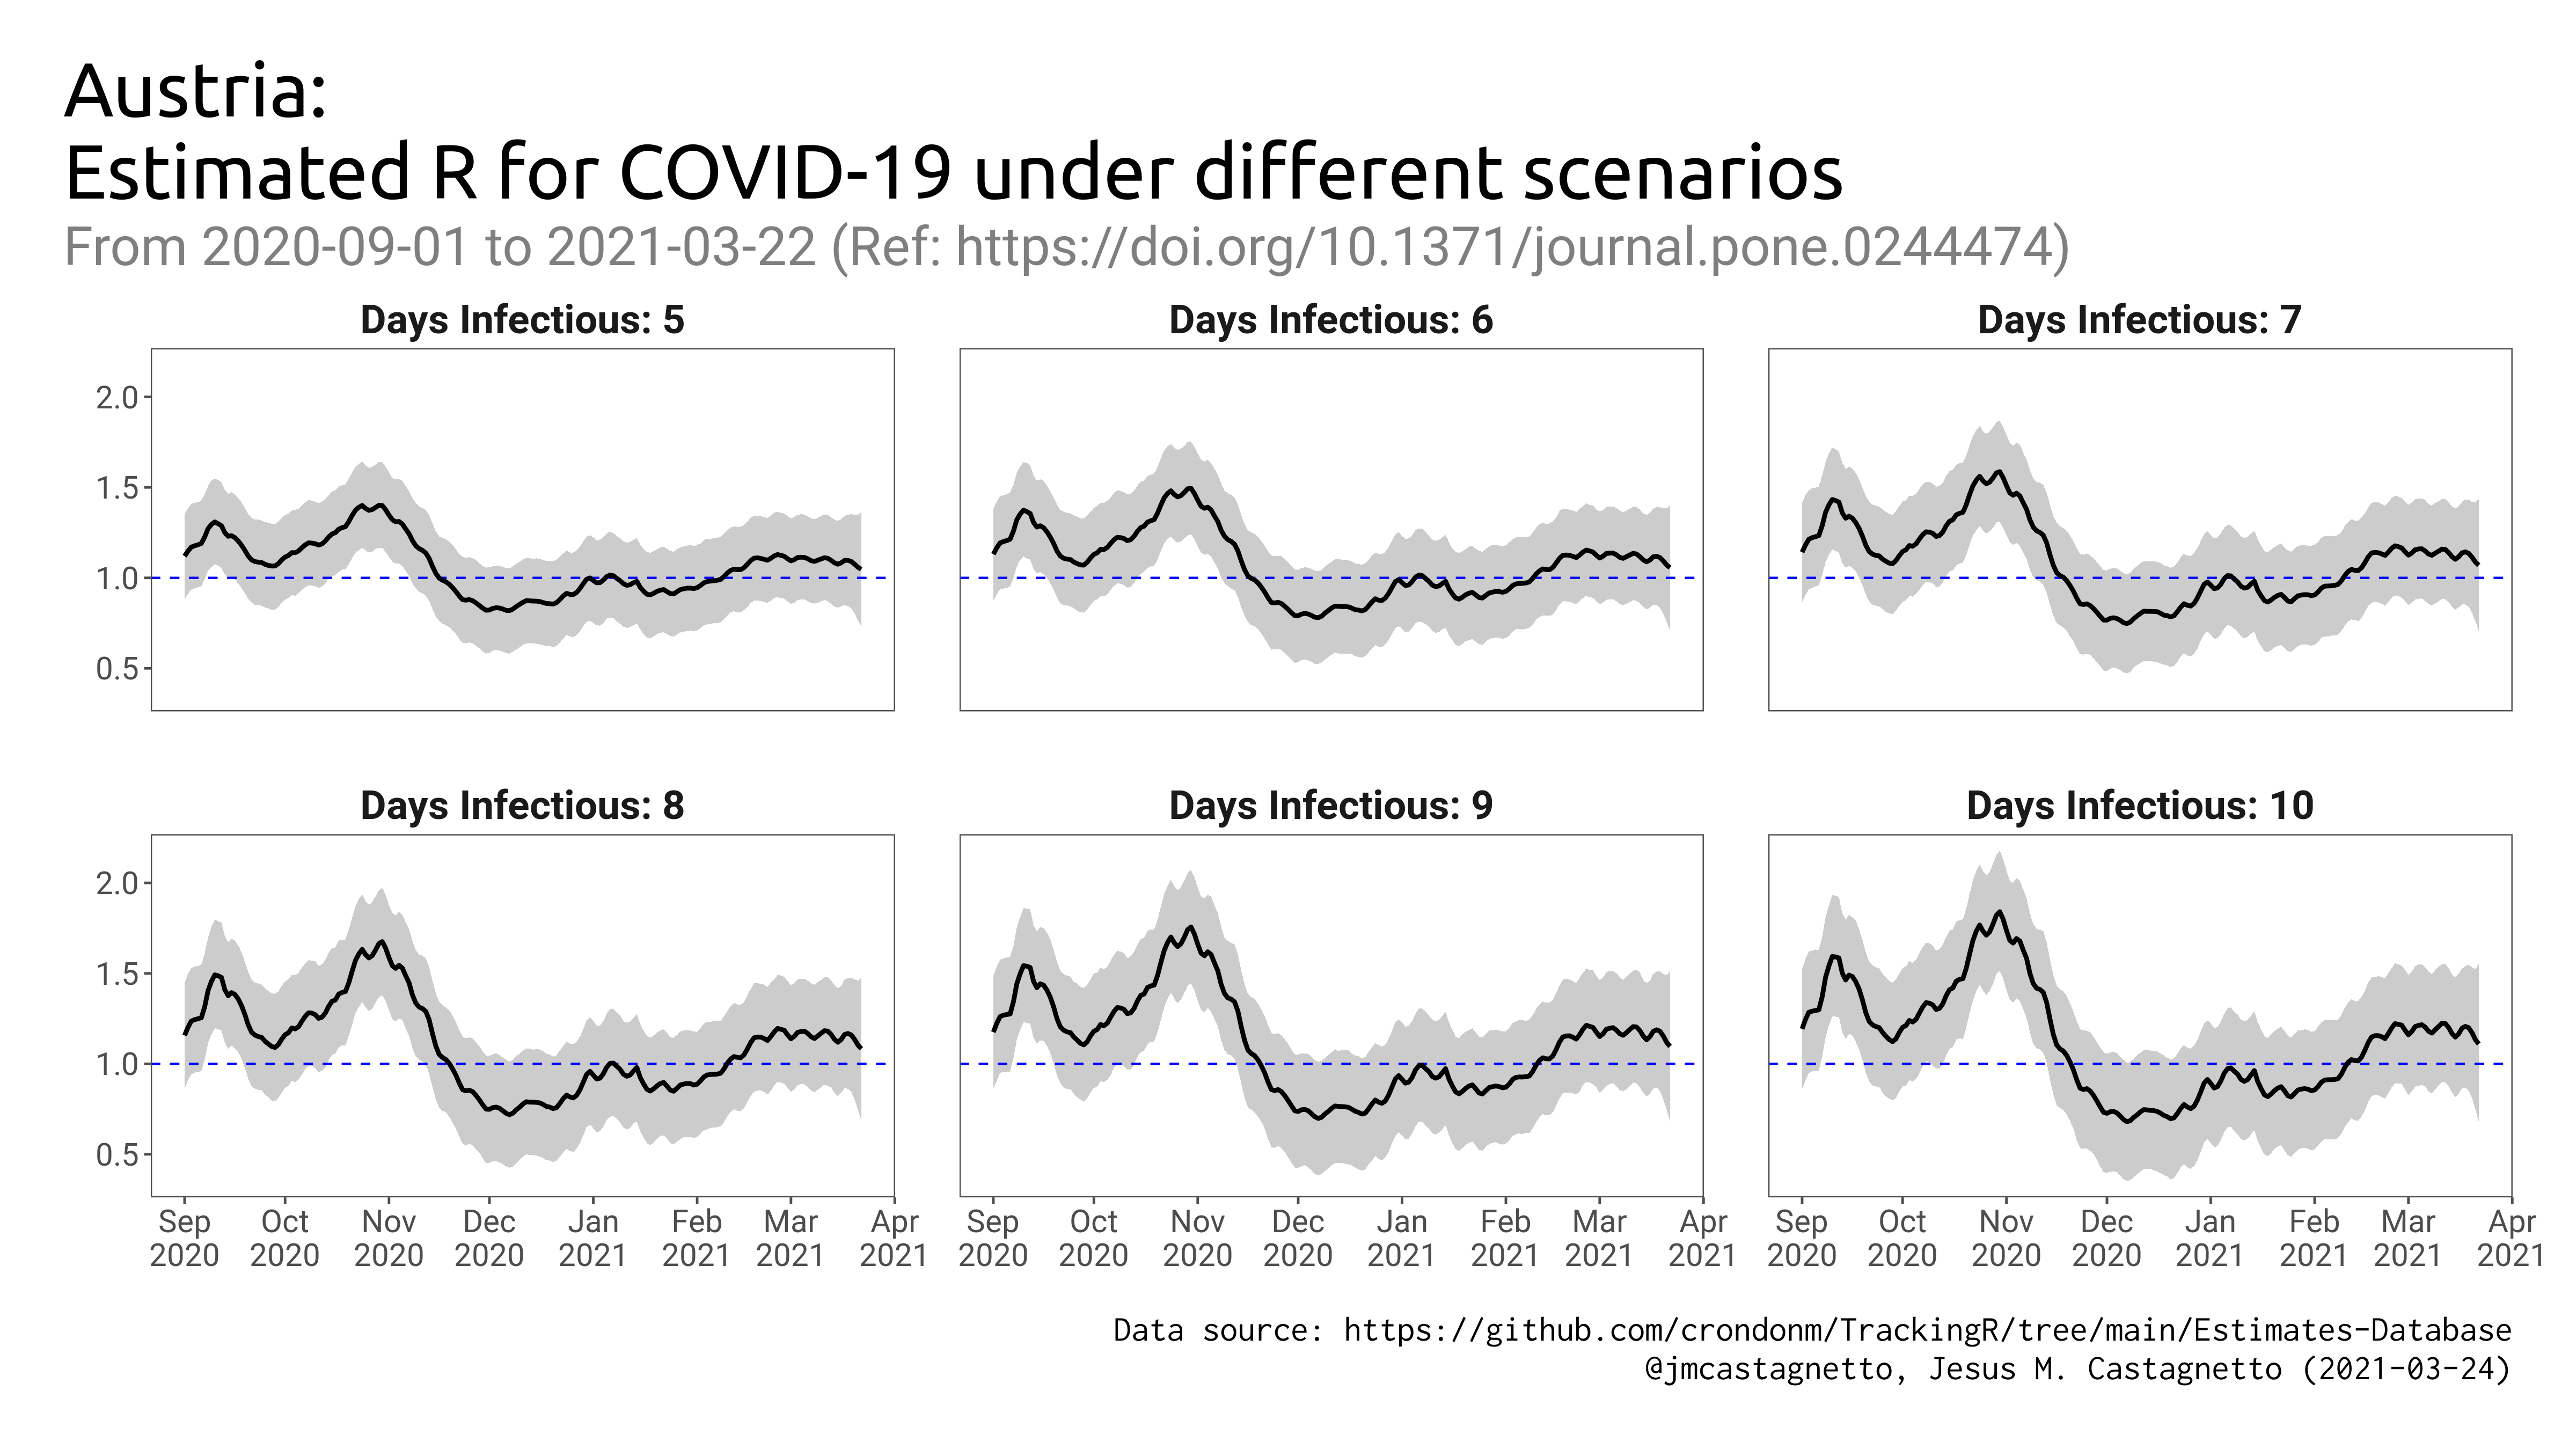 Austria:
Estimated R for COVID-19 under different scenarios
From 2020-09-01 to 2021-03-22 (Ref: https://doi.org/10.1371/journal.pone.0244474)
Days Infectious: 5
Days Infectious: 6
Days Infectious: 7
2.0
1.5
1.0
0.5
Days Infectious: 8
Days Infectious: 9
Days Infectious: 10
2.0
1.5
1.0
0.5
Sep Oct Nov Dec Jan Feb Mar Apr
2020 2020 2020 2020 2021 2021 2021 2021
Sep Oct Nov Dec Jan Feb Mar Apr
2020 2020 2020 2020 2021 2021 2021 2021
Sep Oct Nov Dec Jan Feb Mar Apr
2020 2020 2020 2020 2021 2021 2021 2021
Data source: https://github.com/crondonm/TrackingR/tree/main/Estimates-Database
@jmcastagnetto, Jesus M. Castagnetto (2021-03-24)